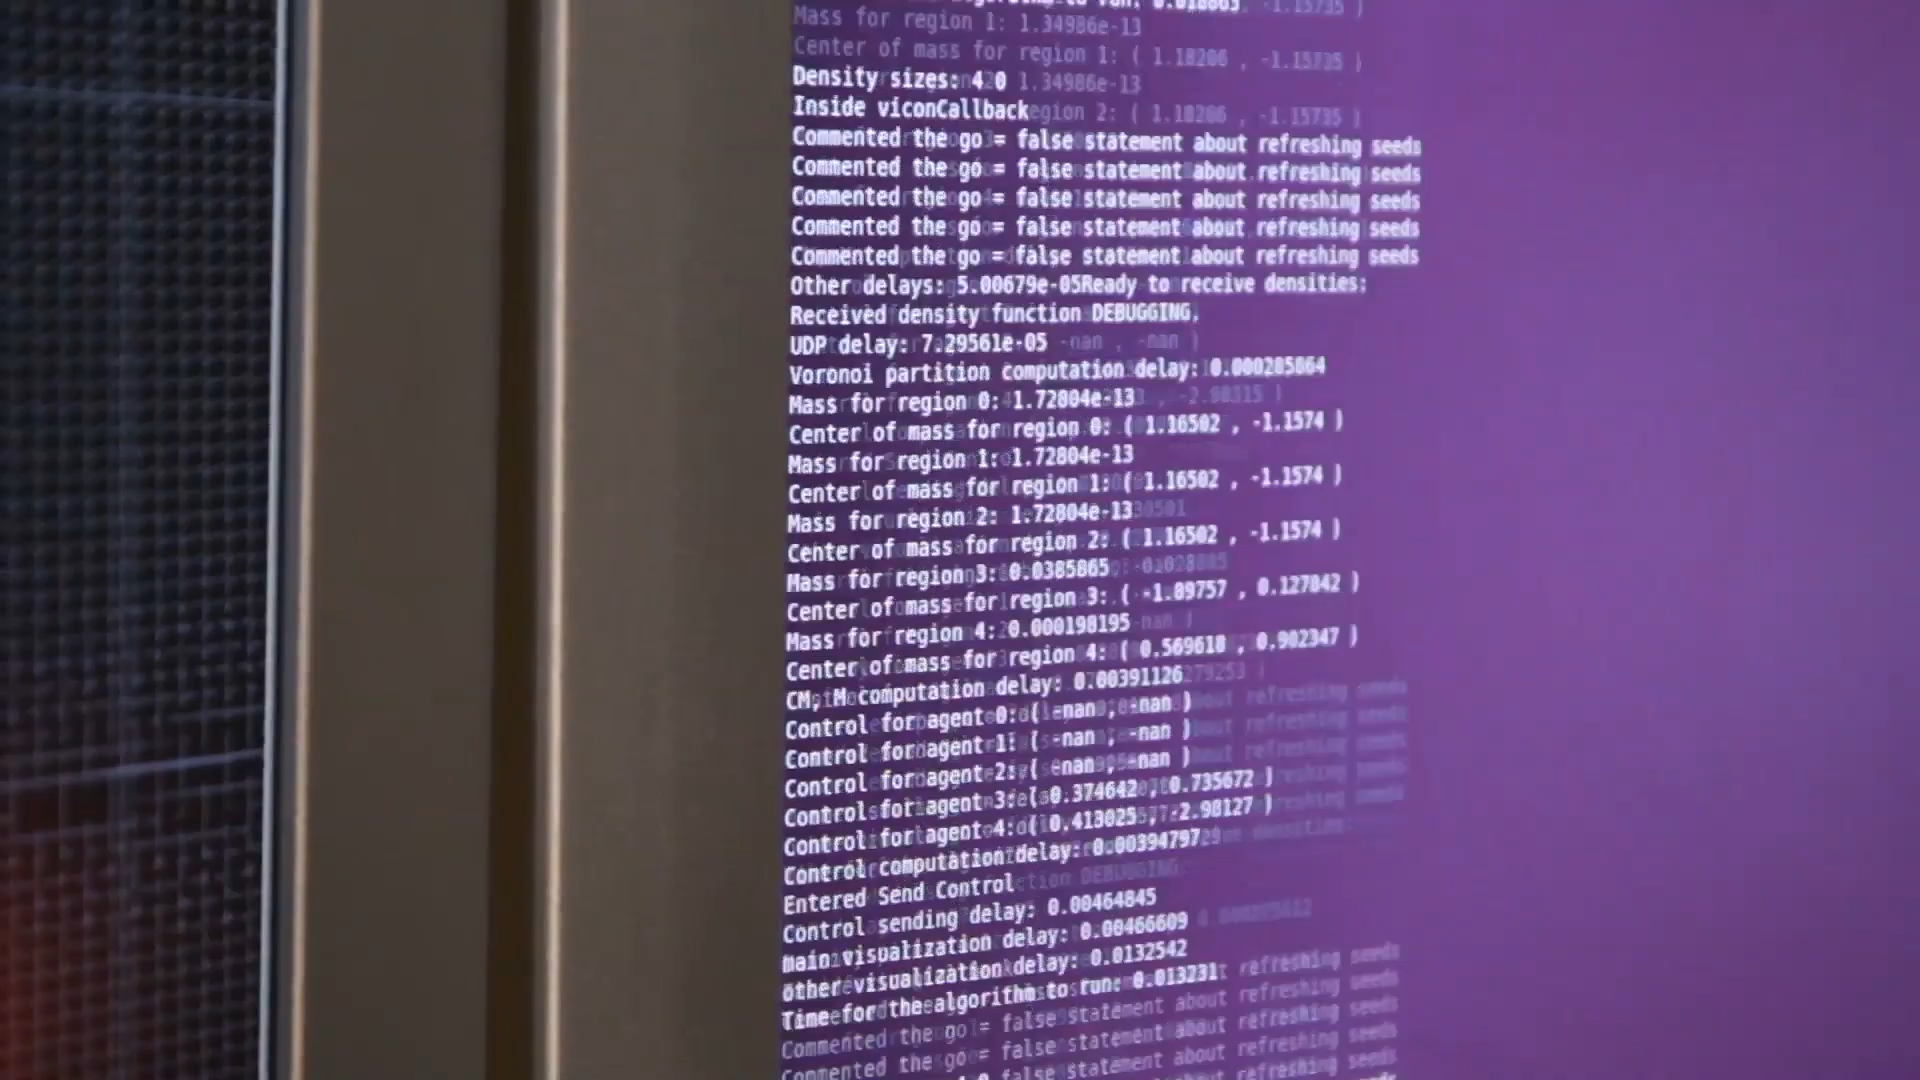 algorithm to run: 0.018863
Mass for region 1: 1.34986e-13
Center of mass for region 1: ( 1.18206 , -1.15735 )
Density sizes: 4 0
Inside viconCallback
Commented the go = false statement about refreshing seeds
Commented the go = false statement about refreshing seeds
Commented the go = false statement about refreshing seeds
Commented the go = false statement about refreshing seeds
Commented the go = false statement about refreshing seeds
Other delays: 5.00679e-05Ready to receive densities:
Received density function DEBUGGING.
UDP delay: 7.29561e-05
Voronoi partition computation delay: 0.000285864
Mass for region 0: 1.72804e-13
Center of mass for region 0: ( 1.16502 , -1.1574 )
Mass for region 1: 1.72804e-13
Center of mass for region 1: ( 1.16502 , -1.1574 )
Mass for region 2: 1.72804e-13
Center of mass for region 2: ( 1.16502 , -1.1574 )
Mass for region 3: 0.0385865
Center of mass for region 3: ( -1.89757 , 0.127842 )
Mass for region 4: 0.000198195
Center of mass for region 4: ( 0.569618 , 0.902347 )
CM, M computation delay: 0.00391126
Control for agent 0: ( -nan , -nan )
Control for agent 1: ( -nan , -nan )
Control for agent 2: ( -nan , -nan )
Control for agent 3: ( 0.374642 , 0.735672 )
Control for agent 4: ( 0.413025 , -2.98127 )
Control computation delay: 0.00394797
Entered Send Control
Control sending delay: 0.00464845
main visualization delay: 0.00466609
other visualization delay: 0.0132542
Time for the algorithm to run: 0.013231
Commented the go = false statement about refreshing seeds
Commented the go = false statement about refreshing seeds
false statement about refreshing seeds